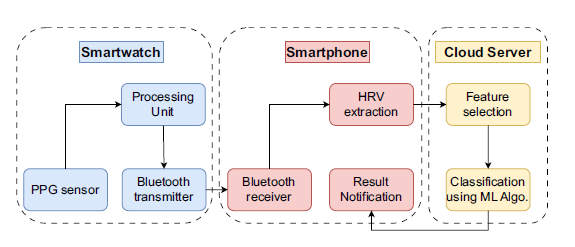 Smartwatch
Smartphone
Cloud Server
Processing
Unit
HRV
extraction
Feature
selection
PPG sensor
Bluetooth
transmitter
Bluetooth
receiver
Result
Notification
Classification
using ML Algo.